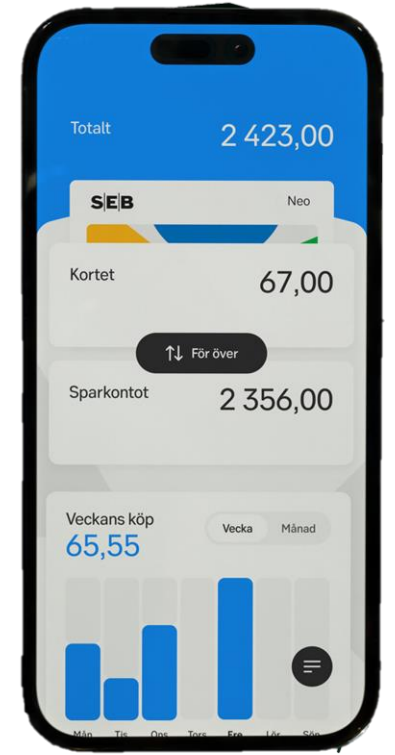 Totalt
2 423,00
SEB
Neo
Kortet
67,00
För över
Sparkontot
2 356,00
Veckans köp
65,55
Vecka Månad
Mån Tis Ons Tors Fre Lör Sön